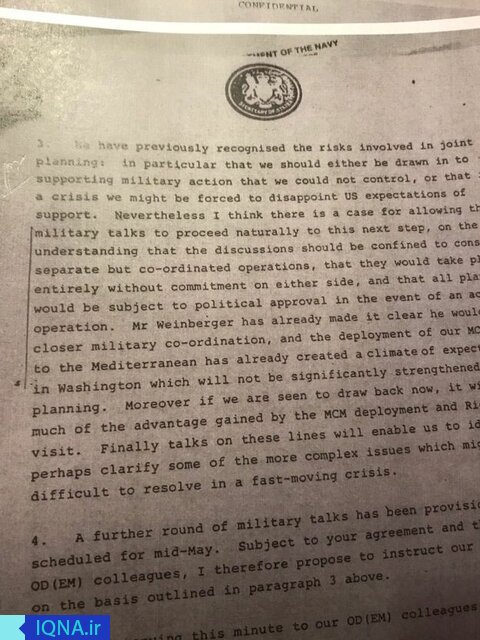 CONFIDENTIAL
OF THE NAVY
SECRETARY OF STATE
3. have previously recognised the risks involved in joint
planning: in particular that we should either be drawn in to
supporting military action that we could not control, or that
a crisis we might be forced to disappoint US expectations of
support. Nevertheless I think there is a case for allowing th
military talks to proceed naturally to this next step, on the
understanding that the discussions should be confined to cons
separate but co-ordinated operations, that they would take pl
entirely without commitment on either side, and that all pla
would be subject to political approval in the event of an ac
operation. Mr Weinberger has already made it clear he woul
closer military co-ordination, and the deployment of our MC
to the Mediterranean has already created a climate of expec
in Washington which will not be significantly strengthened
planning. Moreover if we are seen to draw back now, it wi
much of the advantage gained by the MCM deployment and Ri
visit. Finally talks on these lines will enable us to id
perhaps clarify some of the more complex issues which mig
difficult to resolve in a fast-moving crisis.
4. A further round of military talks has been provisio
scheduled for mid-May. Subject to your agreement and th
OD(EM) colleagues, I therefore propose to instruct our
on the basis outlined in paragraph 3 above.
this minute to our OD(EM) colleagues
IQNA.ir